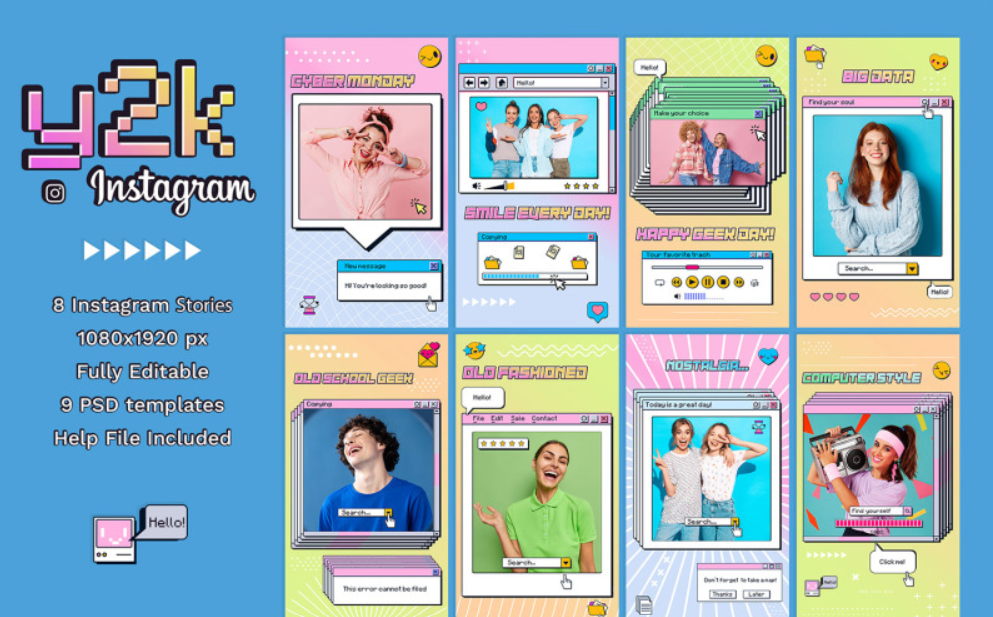 y2k
Instagram
8 Instagram Stories
1080x1920 px
Fully Editable
9 PSD templates
Help File Included
Hello!
CYBER MONDAY
New message
Hi! You're looking so good!
Hello!
SMILE EVERY DAY!
Copying
Hello!
Make your choice
HAPPY GEEK DAY!
Your favorite track
BIG DATA
Find your soul
Search...
Hello!
OLD SCHOOL GEEK
Copying
Search...
This error cannot be filed!
OLD FASHIONED
Hello!
File Edit Sale Contact
Search...
NOSTALGIA...
Today is a great day!
Search...
Don't forget to take a nap!
Thanks Later
COMPUTER STYLE
Find yourself
Click me!
Hello!